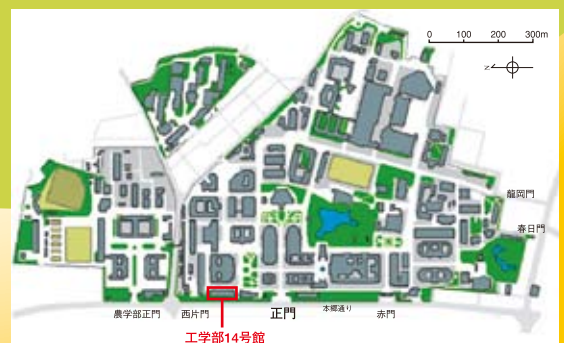 0 100 200 300m
N
龍岡門
春日門
農学部正門 西片門 正門 本郷通り 赤門
工学部14号館